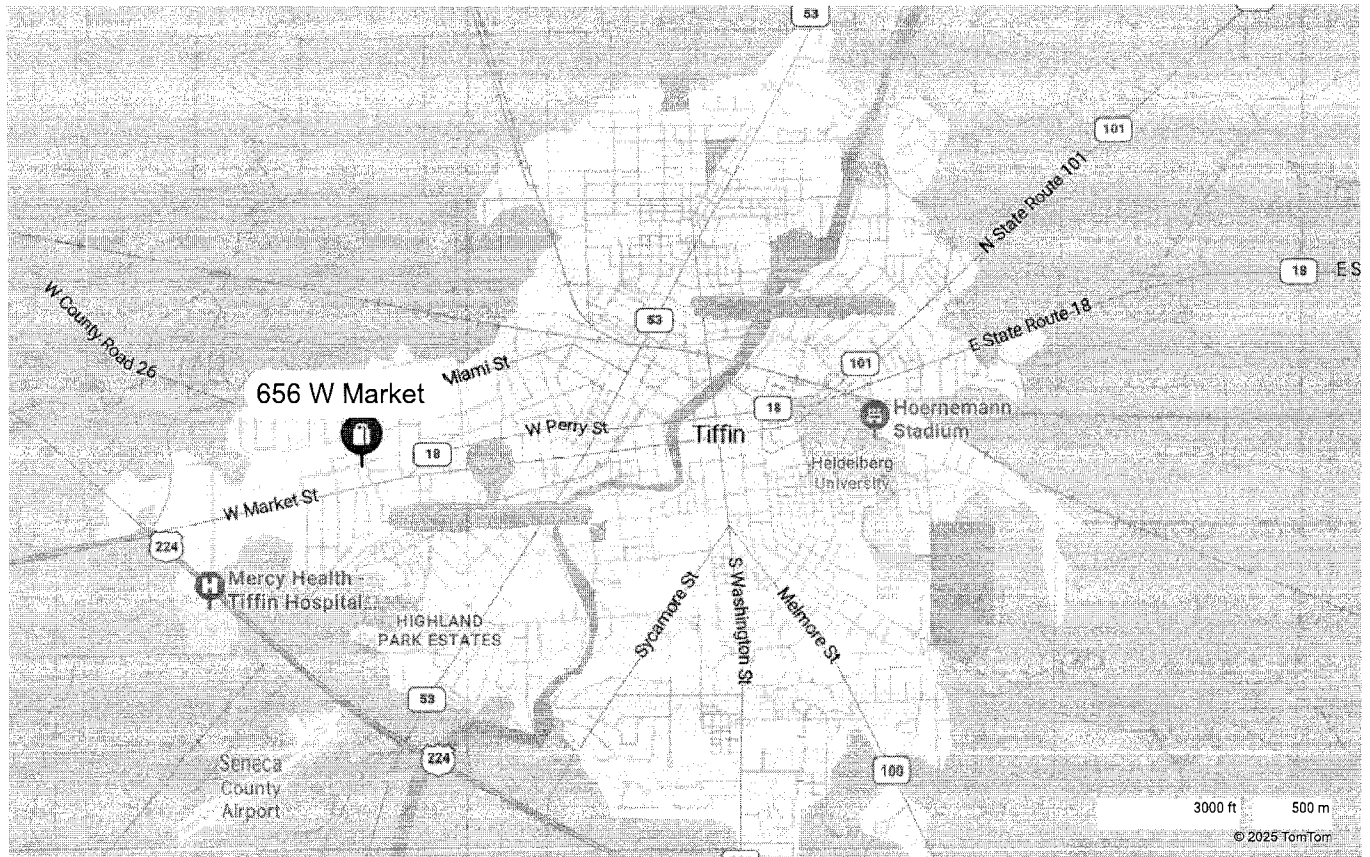 53
101
N State Route 101
18
E S
W County Road 26
53
E State Route 18
Miami St
101
656 W Market
18
Hoernemann
Stadium
W Perry St
Tiffin
18
Heidelberg
University
W Market St
224
Mercy Health -
Tiffin Hospital...
HIGHLAND
PARK ESTATES
Sycamore St
S Washington St
Melmore St
53
224
Seneca
County
Airport
100
3000 ft
500 m
© 2025 TomTom